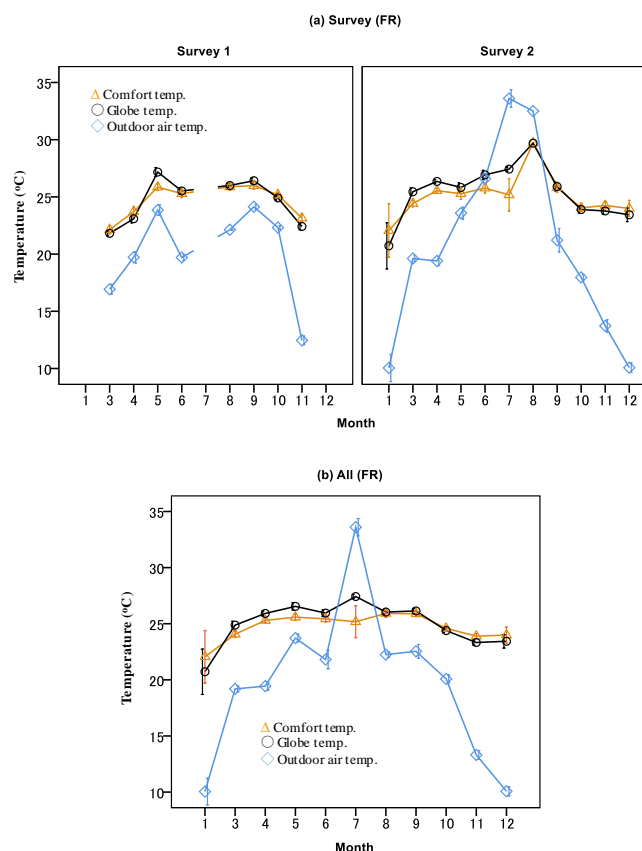 (a) Survey (FR)
Survey 1 Survey 2
35
30
25
20
15
10
Temperature (ºC)
Comfort temp.
Globe temp.
Outdoor air temp.
1 2 3 4 5 6 7 8 9 10 11 12 1 3 4 5 6 7 8 9 10 11 12
Month
(b) All (FR)
35
30
25
20
15
10
Temperature (ºC)
Comfort temp.
Globe temp.
Outdoor air temp.
1 3 4 5 6 7 8 9 10 11 12
Month